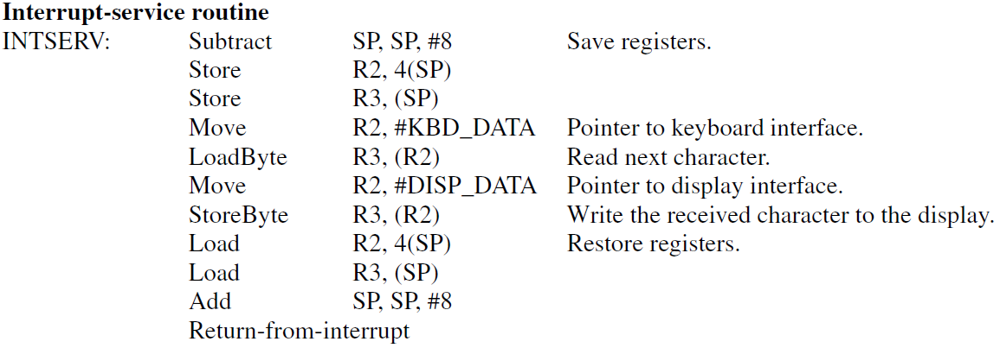 Interrupt-service routine
INTSERV: Subtract SP, SP, #8 Save registers.
Store R2, 4(SP)
Store R3, (SP)
Move R2, #KBD_DATA Pointer to keyboard interface.
LoadByte R3, (R2) Read next character.
Move R2, #DISP_DATA Pointer to display interface.
StoreByte R3, (R2) Write the received character to the display.
Load R2, 4(SP) Restore registers.
Load R3, (SP)
Add SP, SP, #8
Return-from-interrupt